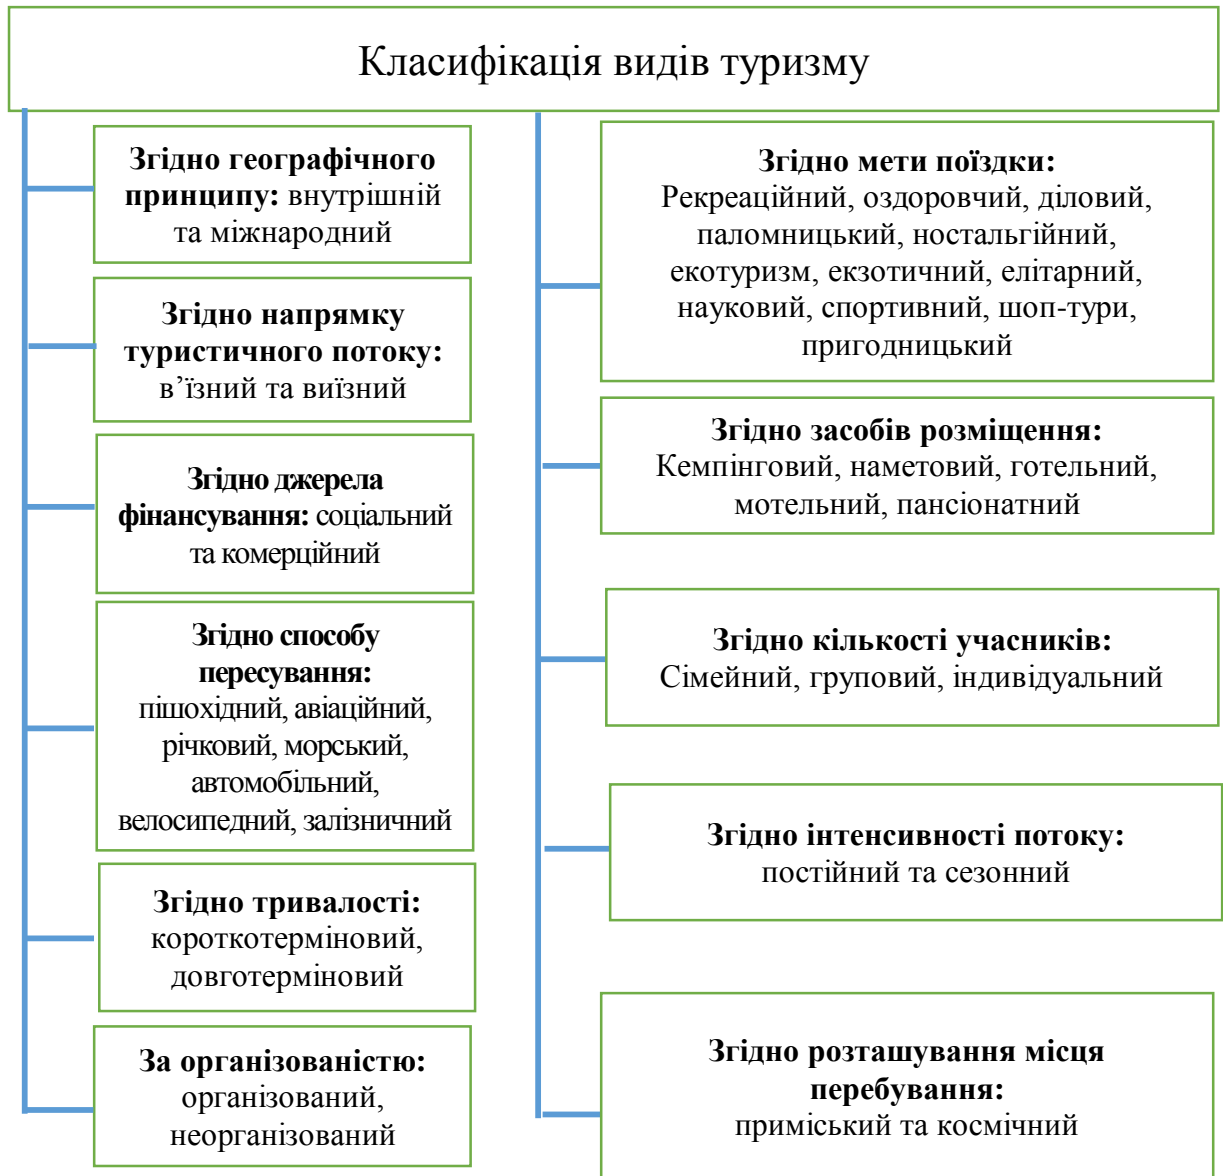 Класифікація видів туризму
Згідно географічного
принципу: внутрішній
та міжнародний
Згідно напрямку
туристичного потоку:
в’їзний та виїзний
Згідно джерела
фінансування: соціальний
та комерційний
Згідно способу
пересування:
пішохідний, авіаційний,
річковий, морський,
автомобільний,
велосипедний, залізничний
Згідно тривалості:
короткотерміновий,
довготерміновий
За організованістю:
організований,
неорганізований
Згідно мети поїздки:
Рекреаційний, оздоровчий, діловий,
паломницький, ностальгійний,
екотуризм, екзотичний, елітарний,
науковий, спортивний, шоп-тури,
пригодницький
Згідно засобів розміщення:
Кемпінговий, наметовий, готельний,
мотельний, пансіонатний
Згідно кількості учасників:
Сімейний, груповий, індивідуальний
Згідно інтенсивності потоку:
постійний та сезонний
Згідно розташування місця
перебування:
приміський та космічний